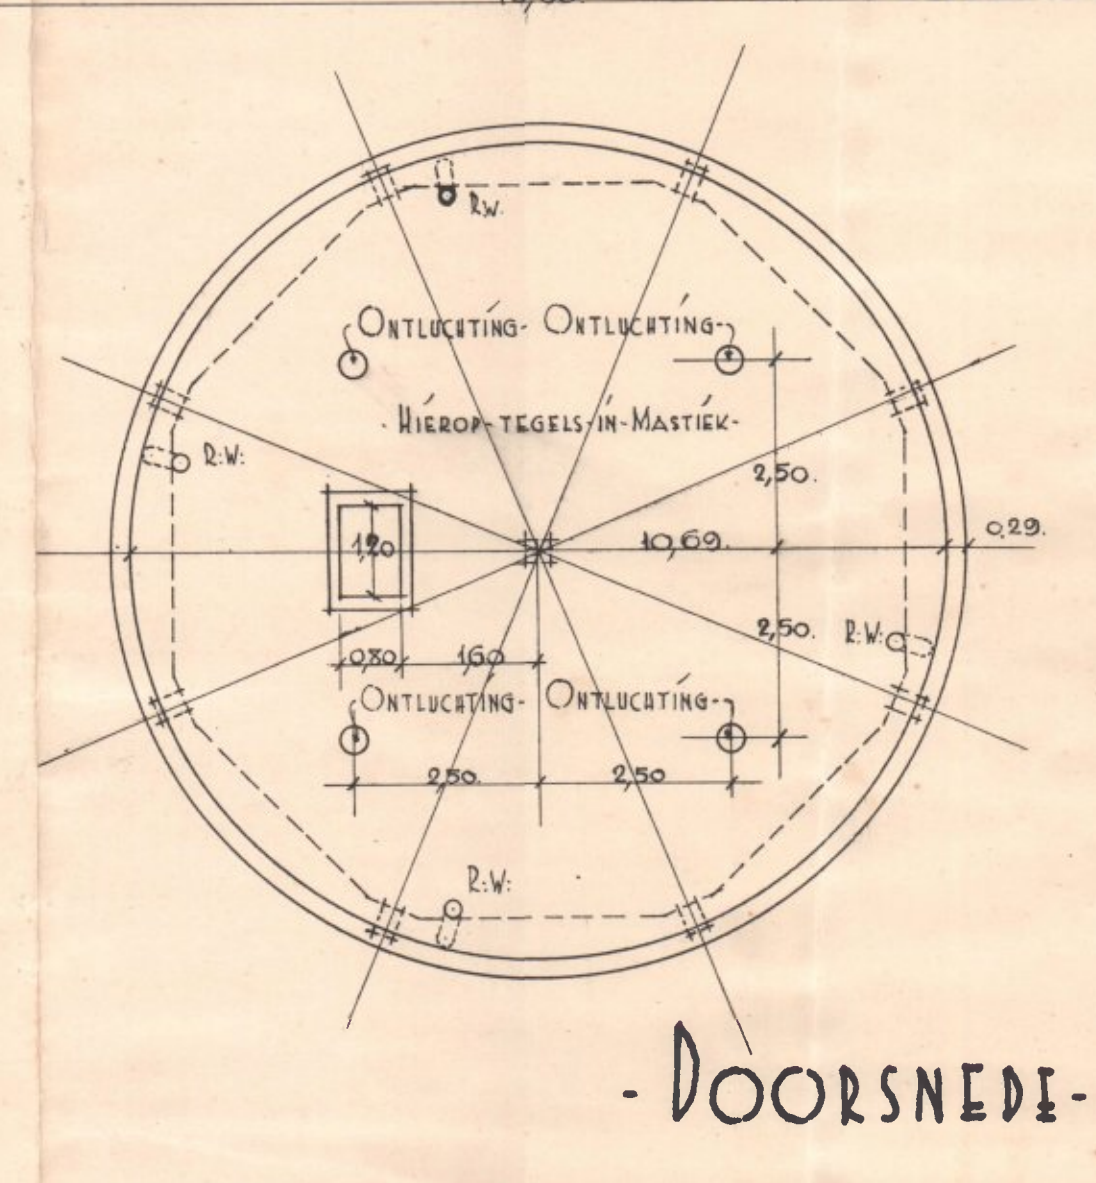 R.W.
ONTLUCHTING- ONTLUCHTING-
- HIEROP-TEGELS-IN-MASTIEK-
R:W:
2,50.
1,20
10,69.
0,29.
2,50. R:W:
0,80 1,60
ONTLUCHTING- ONTLUCHTING-
2,50. 2,50
R:W:
- DOORSNEDE-